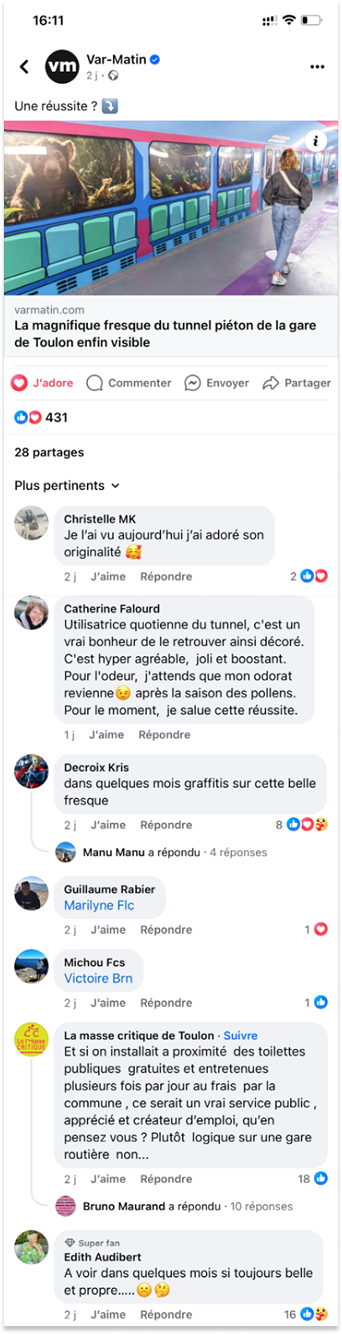 16:11
vm
Var-Matin
2 j ·
Une réussite ? ⤵️
i
varmatin.com
La magnifique fresque du tunnel piéton de la gare
de Toulon enfin visible
J'adore Commenter Envoyer Partager
431
28 partages
Plus pertinents
Christelle MK
Je l'ai vu aujourd'hui j'ai adoré son
originalité 🥰
2 j J'aime Répondre 2
Catherine Falourd
Utilisatrice quotienne du tunnel, c'est un
vrai bonheur de le retrouver ainsi décoré.
C'est hyper agréable, joli et boostant.
Pour l'odeur, j'attends que mon odorat
revienne😉 après la saison des pollens.
Pour le moment, je salue cette réussite.
1 j J'aime Répondre
Decroix Kris
dans quelques mois graffitis sur cette belle
fresque
2 j J'aime Répondre 8
Manu Manu a répondu · 4 réponses
Guillaume Rabier
Marilyne Flc
2 j J'aime Répondre 1
Michou Fcs
Victoire Brn
2 j J'aime Répondre 1
La masse critique de Toulon · Suivre
La masse
CRITIQUE
Et si on installait a proximité des toilettes
publiques gratuites et entretenues
plusieurs fois par jour au frais par la
commune , ce serait un vrai service public ,
apprécié et créateur d'emploi, qu'en
pensez vous ? Plutôt logique sur une gare
routière non...
2 j J'aime Répondre 18
Bruno Maurand a répondu · 10 réponses
Super fan
Edith Audibert
A voir dans quelques mois si toujours belle
et propre.....☹️🤔
2 j J'aime Répondre 16